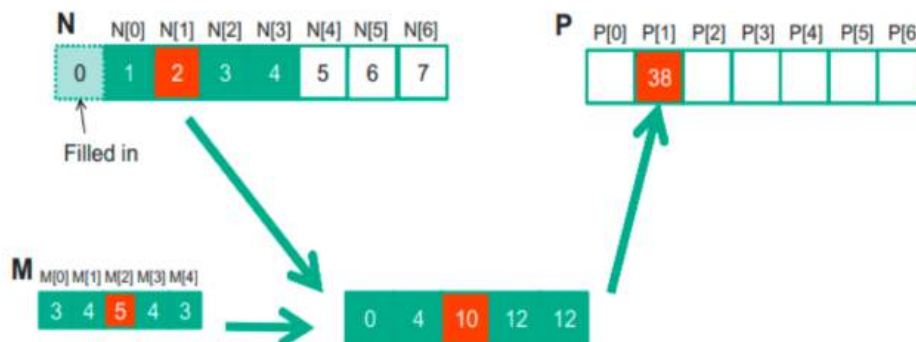 N N[0] N[1] N[2] N[3] N[4] N[5] N[6]
0 1 2 3 4 5 6 7
Filled in
P P[0] P[1] P[2] P[3] P[4] P[5] P[6]
38
M M[0] M[1] M[2] M[3] M[4]
3 4 5 4 3
0 4 10 12 12